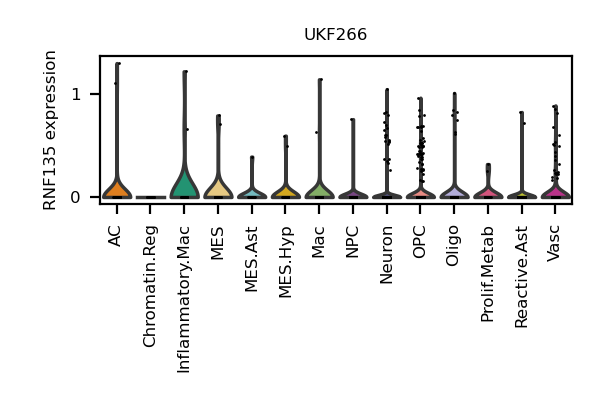 UKF266
RNF135 expression
1
0
AC
Chromatin.Reg
Inflammatory.Mac
MES
MES.Ast
MES.Hyp
Mac
NPC
Neuron
OPC
Oligo
Prolif.Metab
Reactive.Ast
Vasc